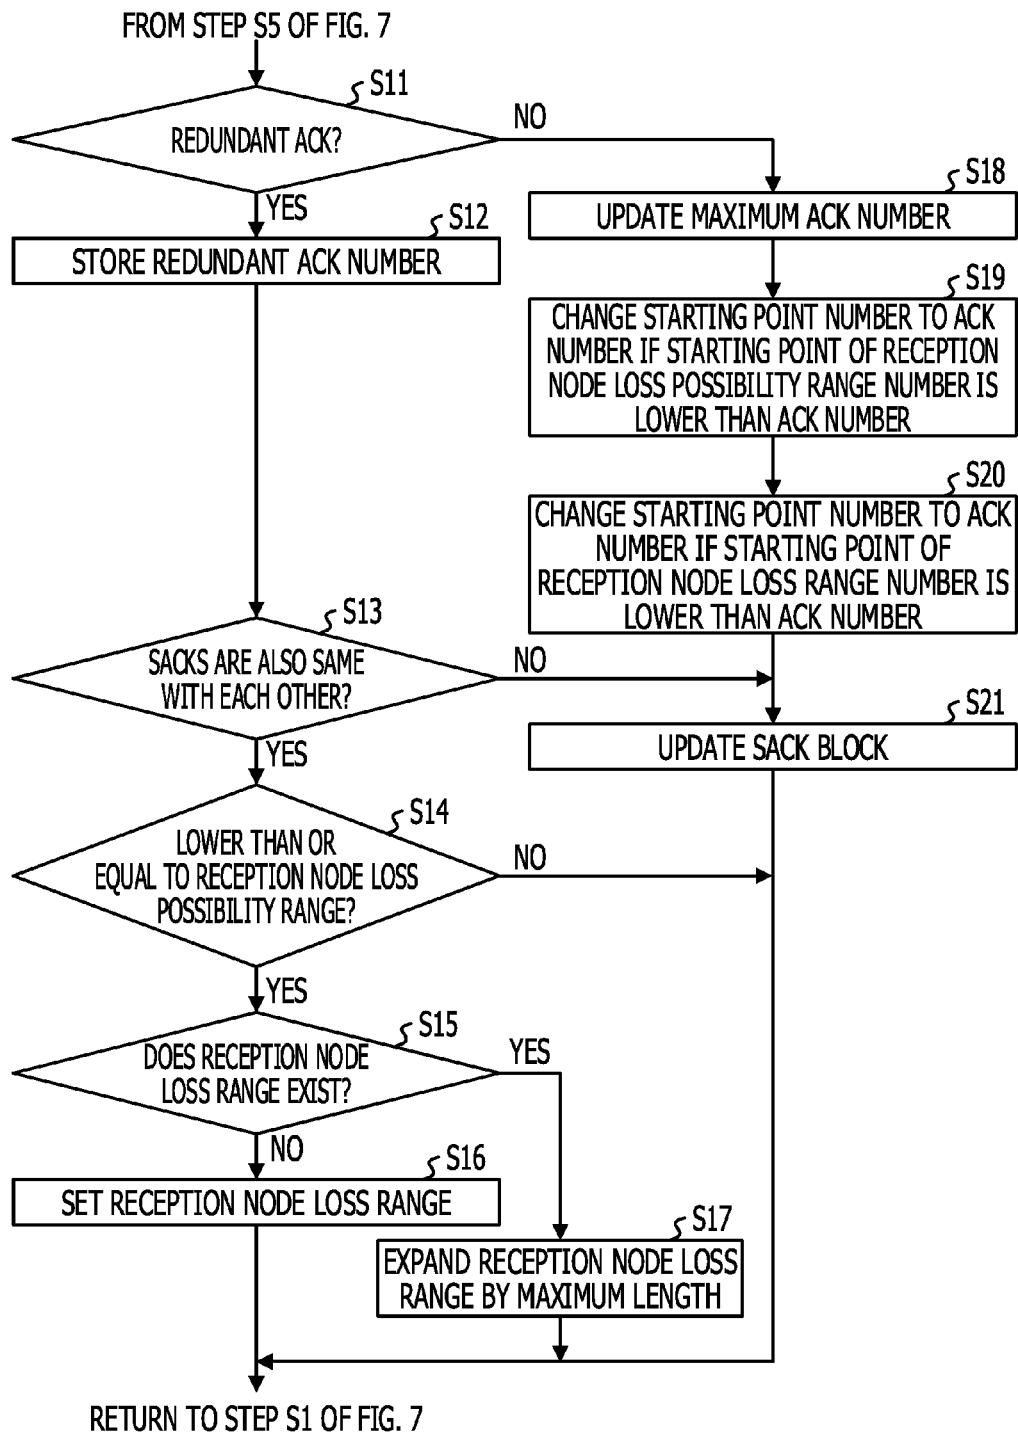 FROM STEP S5 OF FIG. 7
S11
REDUNDANT ACK?
NO
YES
S12
STORE REDUNDANT ACK NUMBER
S18
UPDATE MAXIMUM ACK NUMBER
S19
CHANGE STARTING POINT NUMBER TO ACK
NUMBER IF STARTING POINT OF RECEPTION
NODE LOSS POSSIBILITY RANGE NUMBER IS
LOWER THAN ACK NUMBER
S20
CHANGE STARTING POINT NUMBER TO ACK
NUMBER IF STARTING POINT OF
RECEPTION NODE LOSS RANGE NUMBER IS
LOWER THAN ACK NUMBER
S13
SACKS ARE ALSO SAME
WITH EACH OTHER?
NO
YES
S21
UPDATE SACK BLOCK
S14
LOWER THAN OR
EQUAL TO RECEPTION NODE LOSS
POSSIBILITY RANGE?
NO
YES
S15
DOES RECEPTION NODE
LOSS RANGE EXIST?
YES
NO
S16
SET RECEPTION NODE LOSS RANGE
S17
EXPAND RECEPTION NODE LOSS
RANGE BY MAXIMUM LENGTH
RETURN TO STEP S1 OF FIG. 7